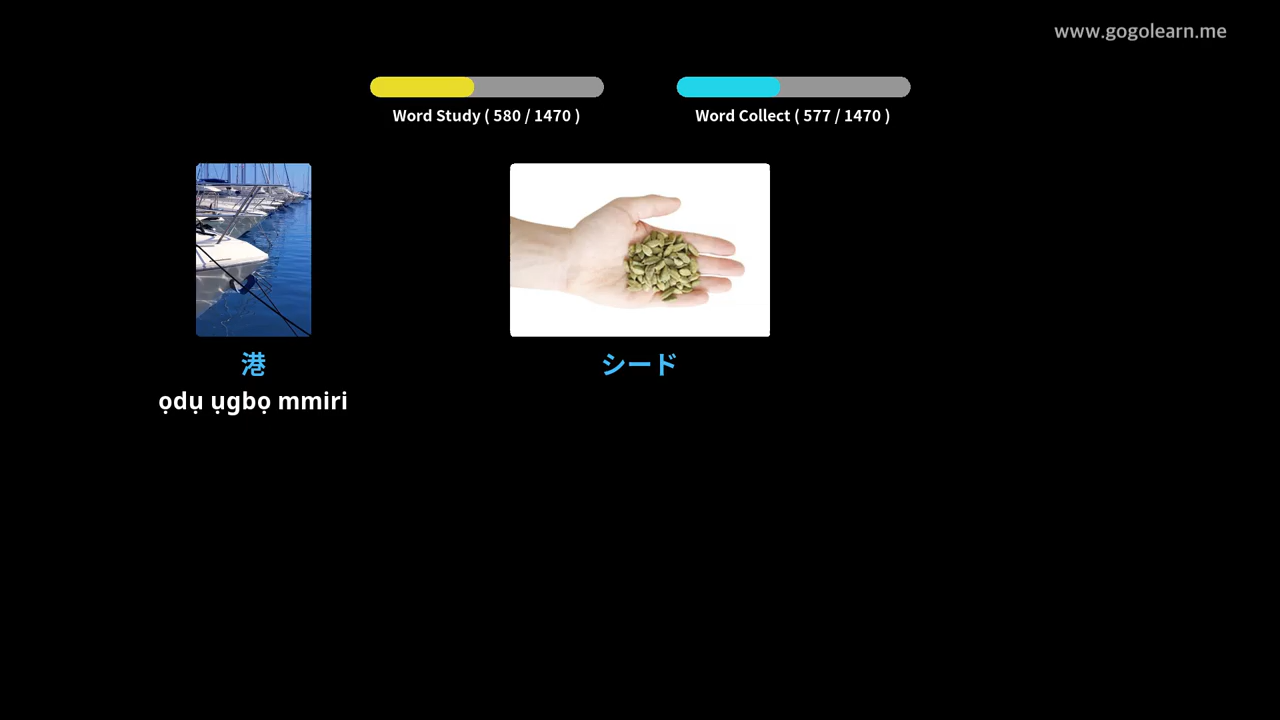 www.gogolearn.me
Word Study ( 580 / 1470 )
Word Collect ( 577 / 1470 )
港
ọdụ ụgbọ mmiri
シード